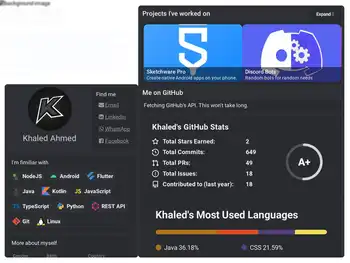 Background image
Projects I've worked on
Expand
Sketchware Pro
Create native Android apps on your phone.
Discord Bots
Random bots for random needs
Find me
Email
LinkedIn
WhatsApp
Facebook
Khaled Ahmed
I'm fimiliar with
NodeJS
Android
Flutter
Java
Kotlin
JavaScript
TypeScript
Python
REST API
Git
Linux
More about myself
Me on GitHub
Fetching GitHub's API. This won't take long.
Khaled's GitHub Stats
Total Stars Earned: 2
Total Commits: 649
Total PRs: 49
Total Issues: 18
Contributed to (last year): 18
A+
Khaled's Most Used Languages
Java 36.18%
CSS 21.59%